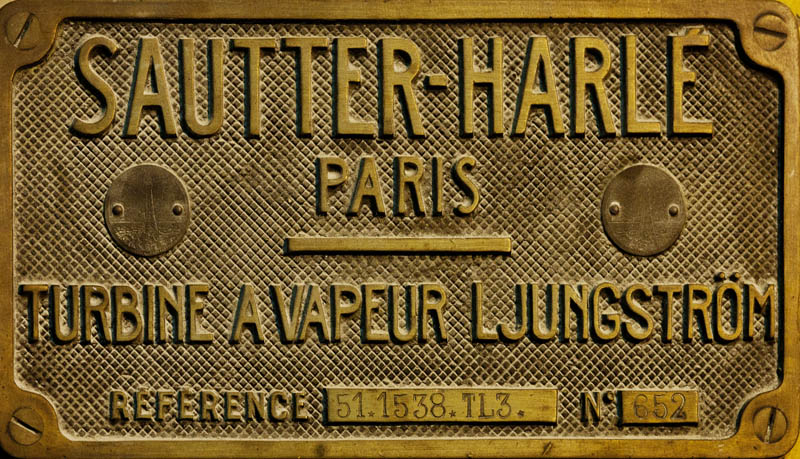 SAUTTER-HARLÉ
PARIS
TURBINE A VAPEUR LJUNGSTRÖM
RÉFÉRENCE 51.1538.TL3. N° 652